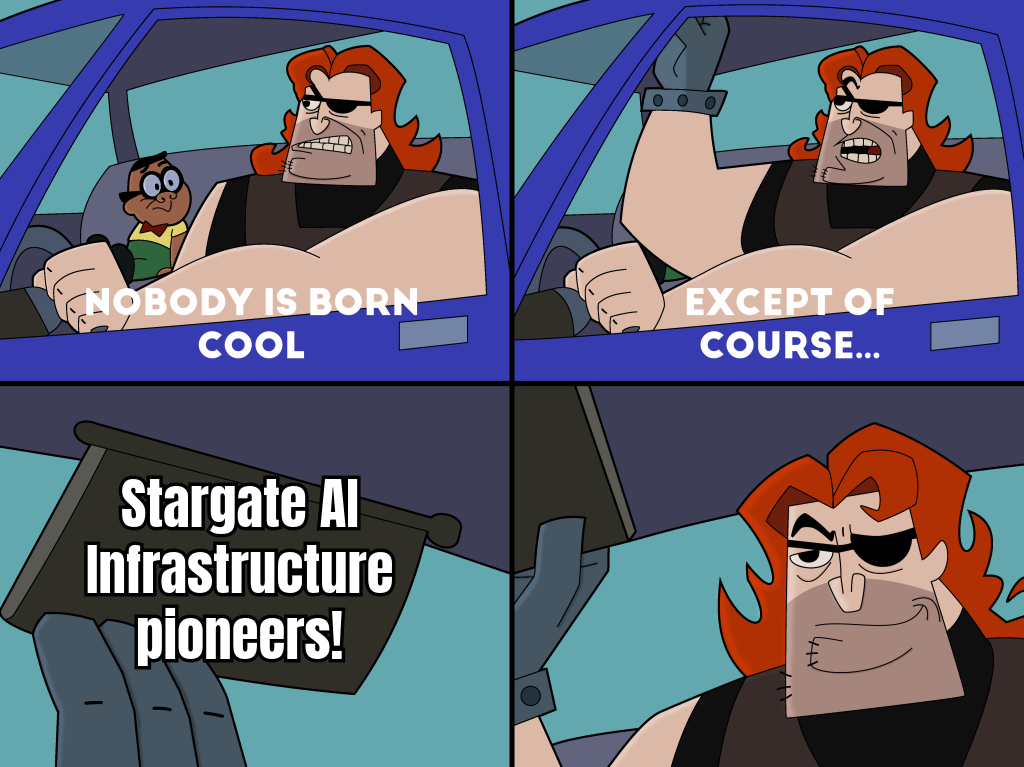 NOBODY IS BORN
COOL
EXCEPT OF
COURSE...
Stargate AI
Infrastructure
pioneers!